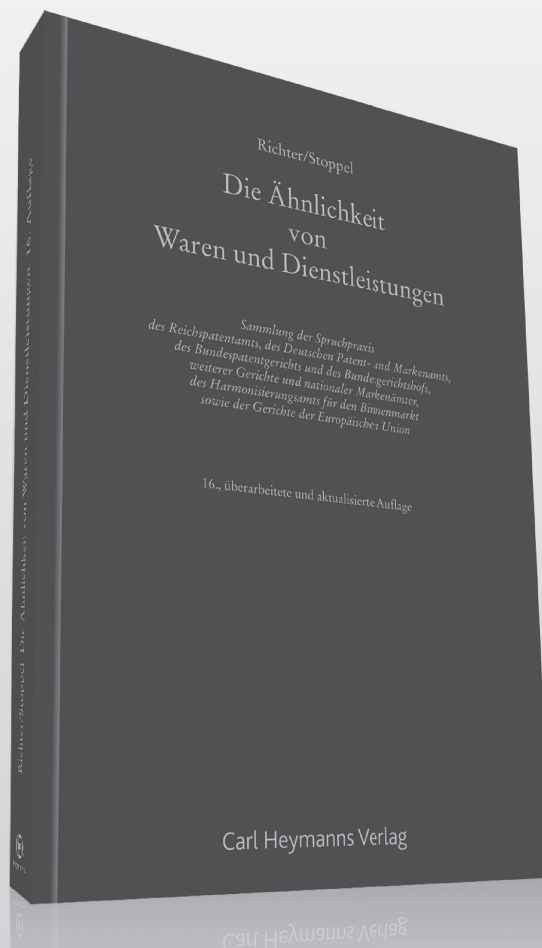 Richter/Stoppel
Die Ähnlichkeit
von
Waren und Dienstleistungen
Sammlung der Spruchpraxis
des Reichspatentamts, des Deutschen Patent- und Markenamts,
des Bundespatentgerichts und des Bundesgerichtshofs,
weiterer Gerichte und nationaler Markenämter,
des Harmonisierungsamts für den Binnenmarkt
sowie der Gerichte der Europäischen Union
16., überarbeitete und aktualisierte Auflage
Carl Heymanns Verlag
Richter/Stoppel Die Ähnlichkeit von Waren und Dienstleistungen 16. Auflage